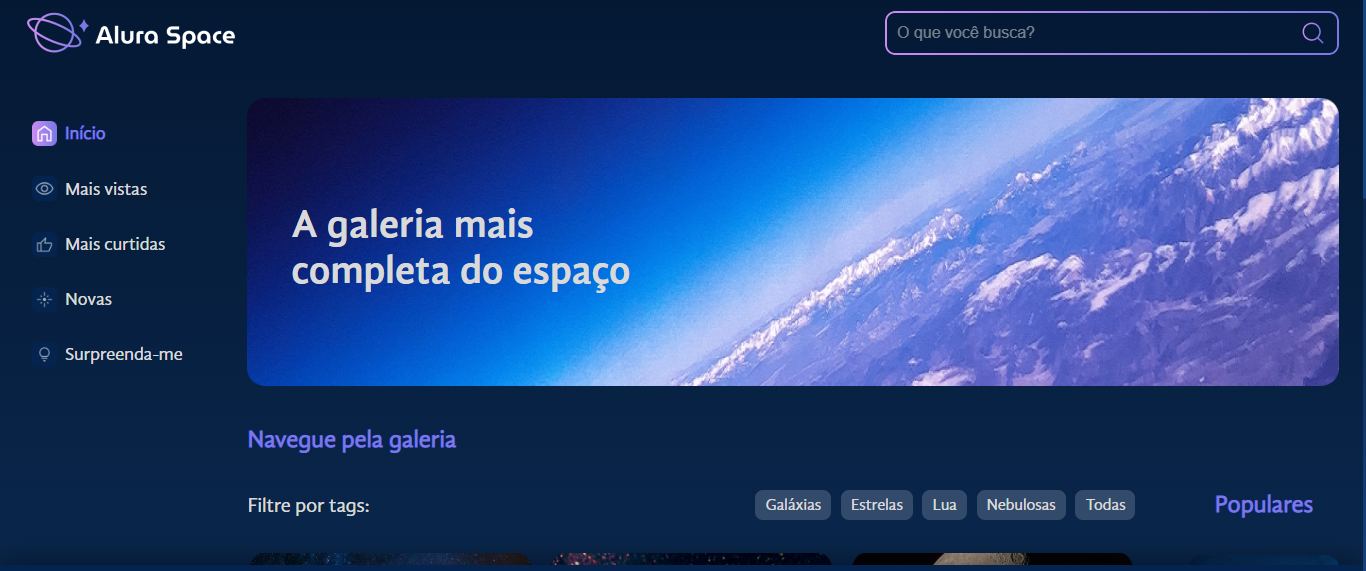 Alura Space
O que você busca?
Início
Mais vistas
Mais curtidas
Novas
Surpreenda-me
A galeria mais
completa do espaço
Navegue pela galeria
Filtre por tags:
Galáxias
Estrelas
Lua
Nebulosas
Todas
Populares